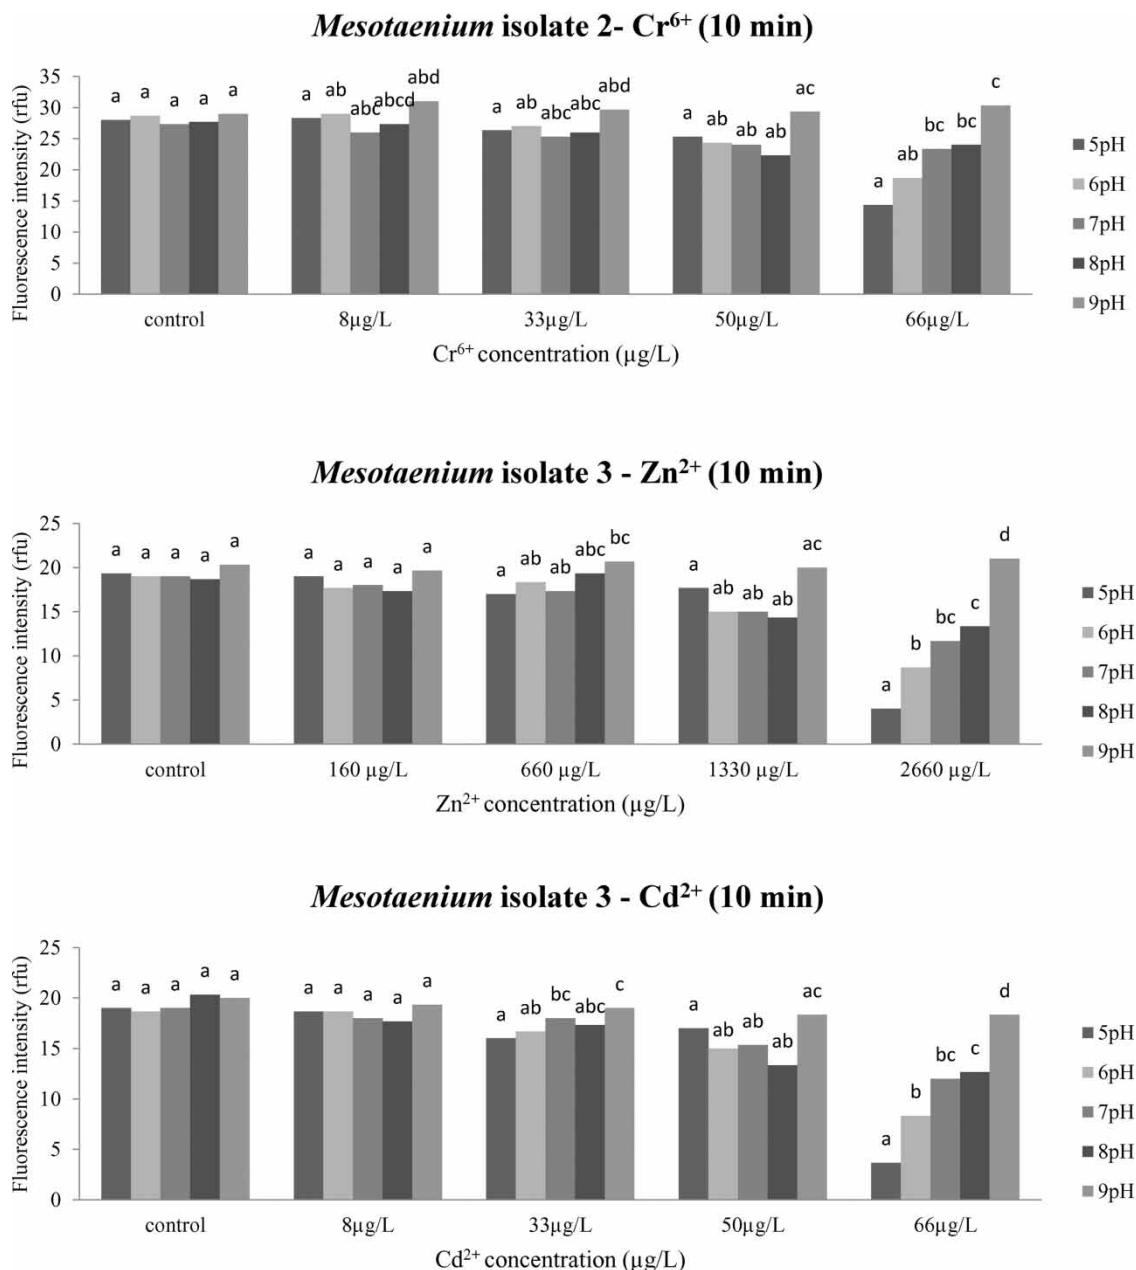 Mesotaenium isolate 2- Cr⁶⁺ (10 min)
Fluorescence intensity (rfu)
35
30
25
20
15
10
5
0
a a a a a
a ab abc abcd abd
a ab abc abc abd
a ab ab ab ac
a ab bc bc c
control 8µg/L 33µg/L 50µg/L 66µg/L
Cr⁶⁺ concentration (µg/L)
5pH
6pH
7pH
8pH
9pH
Mesotaenium isolate 3 - Zn²⁺ (10 min)
Fluorescence intensity (rfu)
25
20
15
10
5
0
a a a a a
a a a a a
a ab ab abc bc
a ab ab ab ac
a b bc c d
control 160 µg/L 660 µg/L 1330 µg/L 2660 µg/L
Zn²⁺ concentration (µg/L)
5pH
6pH
7pH
8pH
9pH
Mesotaenium isolate 3 - Cd²⁺ (10 min)
Fluorescence intensity (rfu)
25
20
15
10
5
0
a a a a a
a a a a a
a ab bc abc c
a ab ab ab ac
a b bc c d
control 8µg/L 33µg/L 50µg/L 66µg/L
Cd²⁺ concentration (µg/L)
5pH
6pH
7pH
8pH
9pH